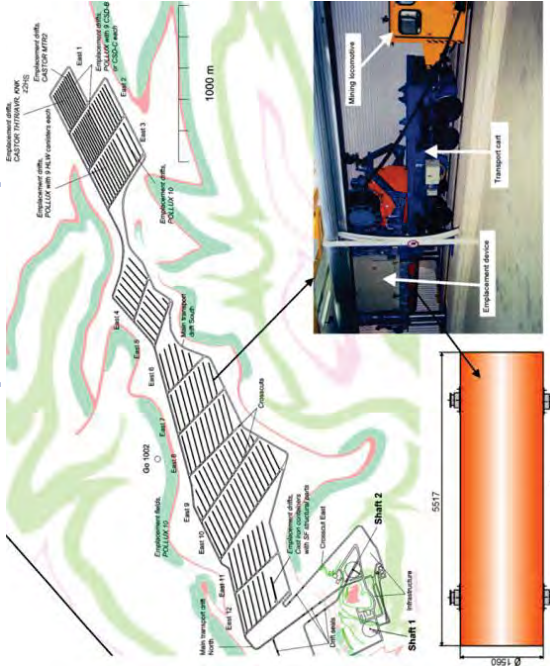 Emplacement drifts,
CASTOR THTR/AVR, KNK
Emplacement drifts,
CASTOR MTR2
East 1
Emplacement drifts,
POLLUX with 9 CSD-B
or CSD-C each
East 2
Emplacement drifts,
POLLUX with 9 HLW canisters each
East 3
Emplacement drifts,
POLLUX 10
1000 m
East 4
East 5
Main transport
drift South
East 6
East 7
Crosscuts
Go 1002
East 8
Emplacement fields,
POLLUX 10
East 9
East 10
Emplacement drifts,
Cast iron containers
with SF structural parts
East 11
East 12
Main transport drift
North
Crosscut East
Shaft 2
Infrastructure
Drift seals
Shaft 1
Mining locomotive
Transport cart
Emplacement device
5517
Ø 1560